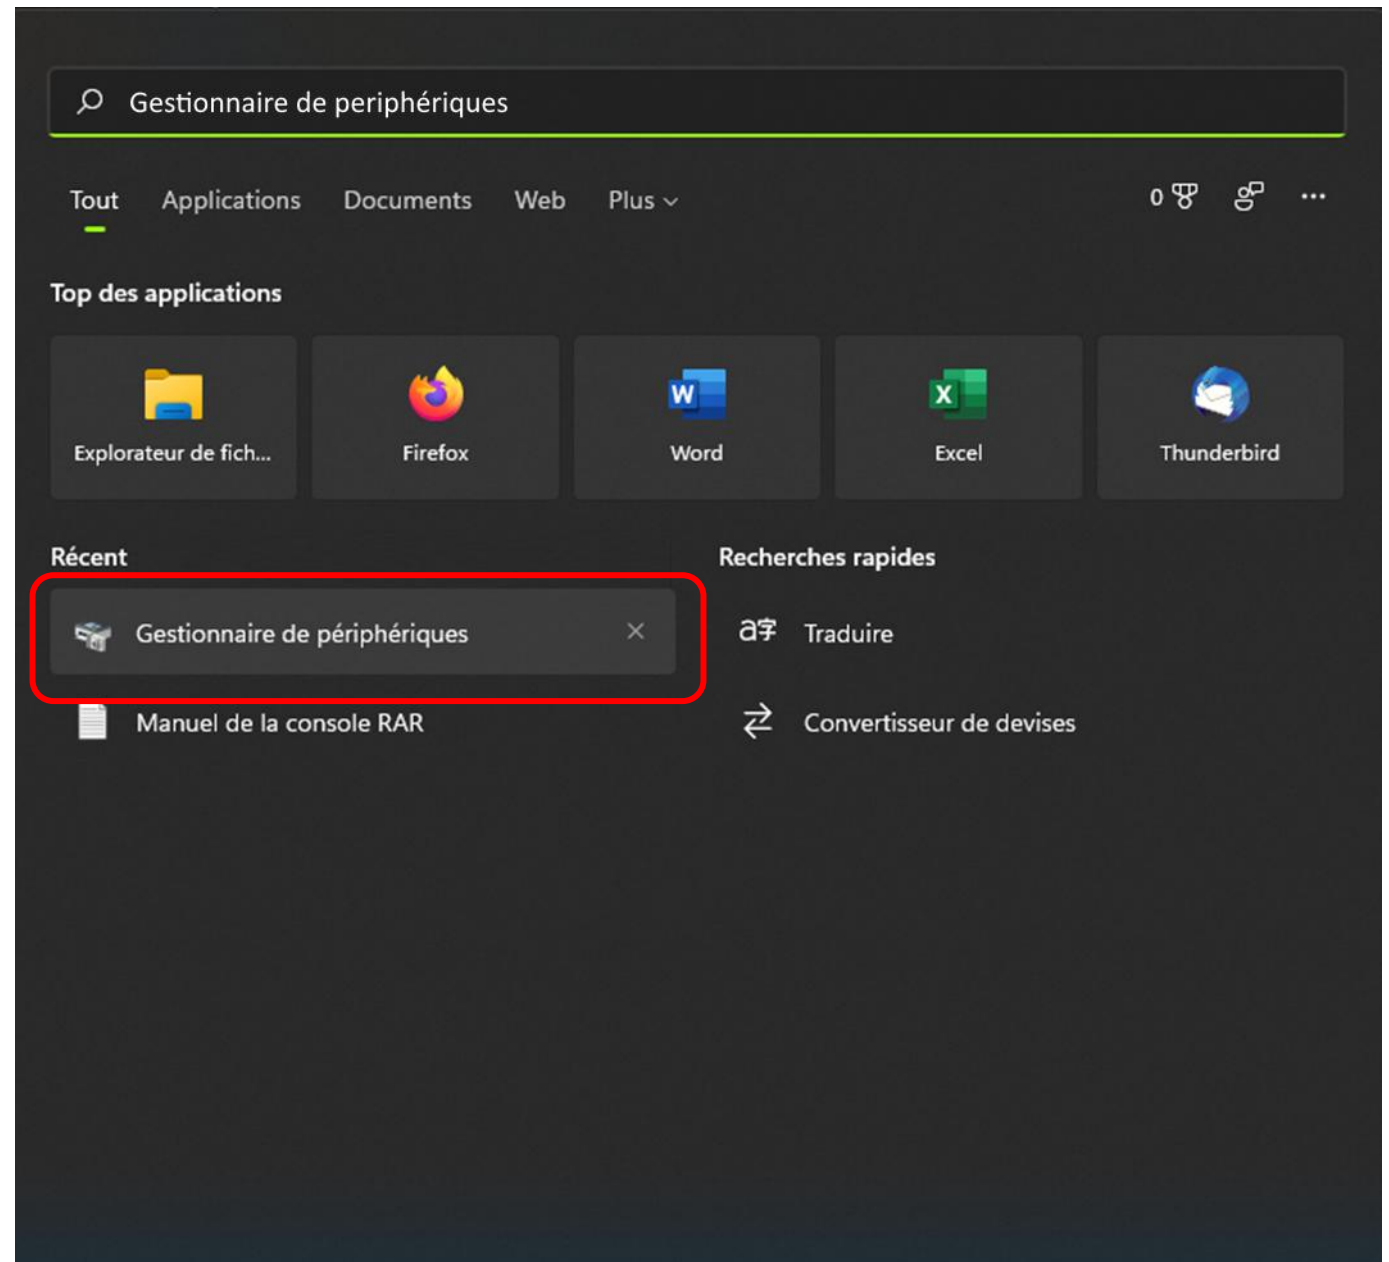 Gestionnaire de periphériques
Tout Applications Documents Web Plus
0
Top des applications
Explorateur de fich... Firefox Word Excel Thunderbird
Récent
Recherches rapides
Gestionnaire de périphériques
Traduire
Manuel de la console RAR
Convertisseur de devises